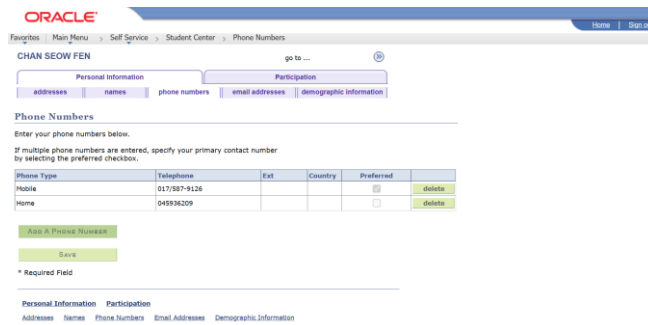 ORACLE'
Home | Sign o
Favorites | Main Menu > Self Service > Student Center > Phone Numbers
CHAN SEOW FEN
go to ...
Personal Information Participation
addresses names phone numbers email addresses demographic information
Phone Numbers
Enter your phone numbers below.
If multiple phone numbers are entered, specify your primary contact number
by selecting the preferred checkbox.
Phone Type Telephone Ext Country Preferred
Mobile 017/587-9126 delete
Home 045936209 delete
ADD A PHONE NUMBER
SAVE
* Required Field
Personal Information Participation
Addresses Names Phone Numbers Email Addresses Demographic Information